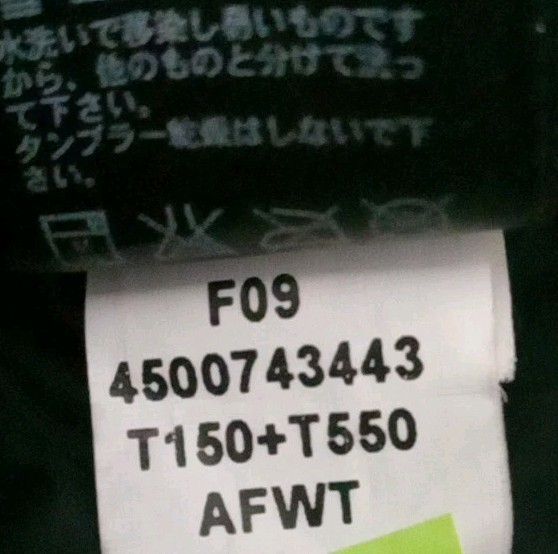 水洗いで移染し易いものです
から、他のものと分けて洗っ
て下さい。
タンブラー乾燥はしないで下
さい。
F09
4500743443
T150+T550
AFWT